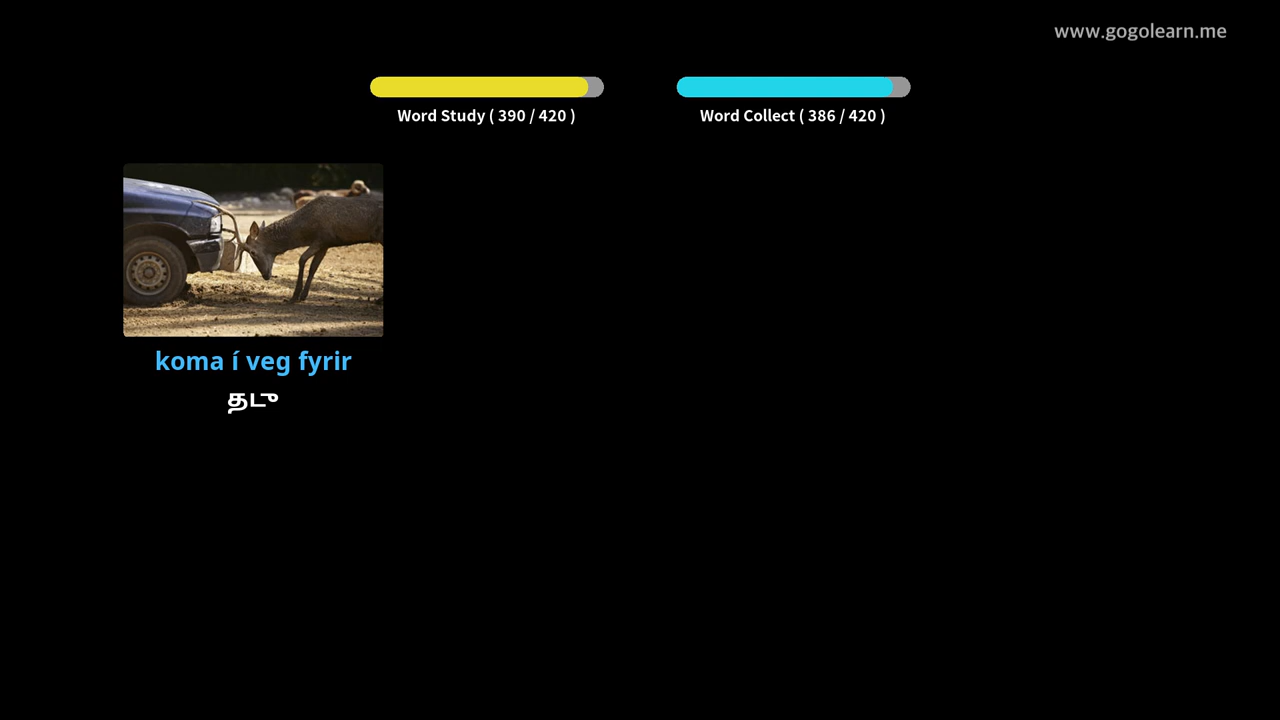 www.gogolearn.me
Word Study ( 390 / 420 )
Word Collect ( 386 / 420 )
koma í veg fyrir
தடு